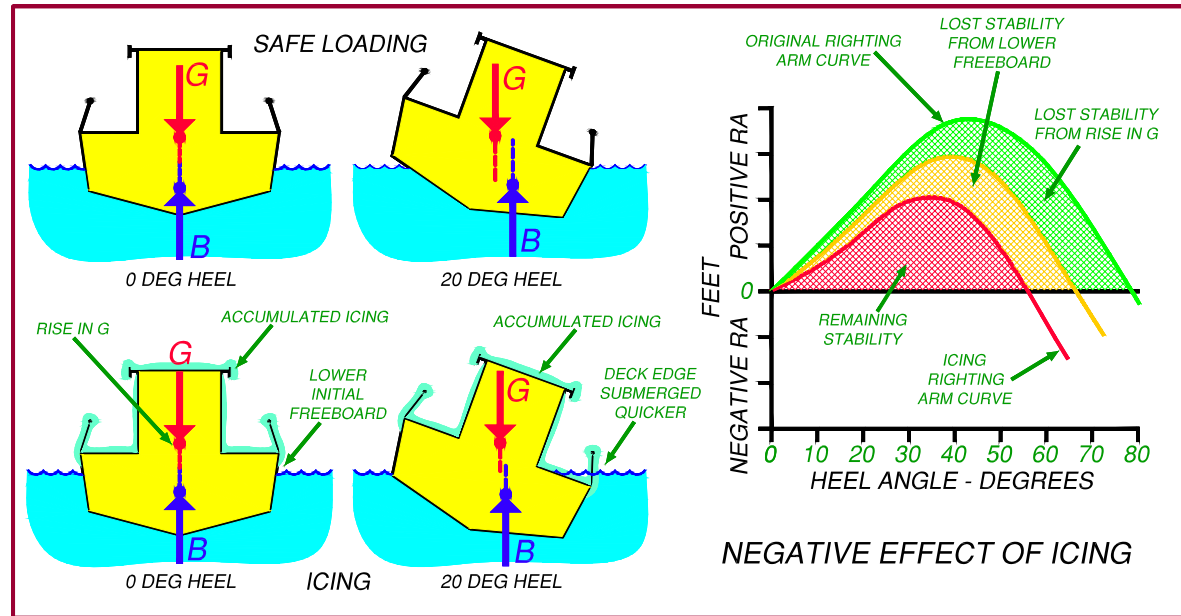 SAFE LOADING
G
B
0 DEG HEEL
G
B
20 DEG HEEL
RISE IN G
ACCUMULATED ICING
G
LOWER
INITIAL
FREEBOARD
B
0 DEG HEEL
ICING
ACCUMULATED ICING
G
DECK EDGE
SUBMERGED
QUICKER
B
20 DEG HEEL
ORIGINAL RIGHTING
ARM CURVE
LOST STABILITY
FROM LOWER
FREEBOARD
LOST STABILITY
FROM RISE IN G
POSITIVE RA
FEET
NEGATIVE RA
0
REMAINING
STABILITY
ICING
RIGHTING
ARM CURVE
0 10 20 30 40 50 60 70 80
HEEL ANGLE - DEGREES
NEGATIVE EFFECT OF ICING